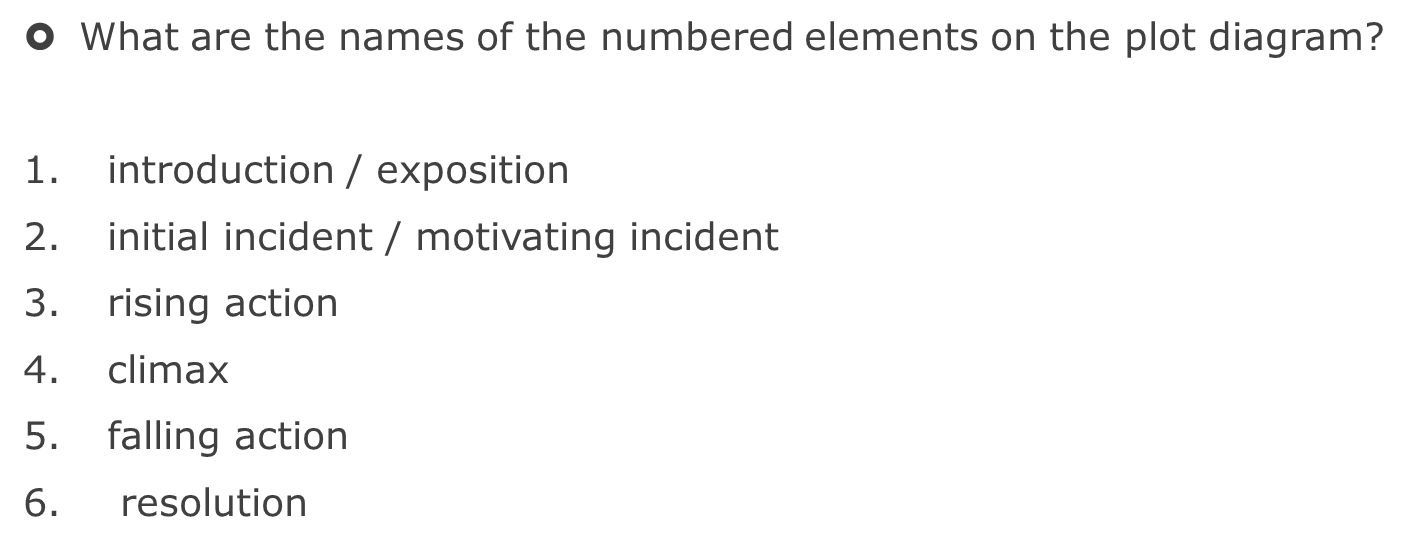 What are the names of the numbered elements on the plot diagram?
1. introduction / exposition
2. initial incident / motivating incident
3. rising action
4. climax
5. falling action
6. resolution